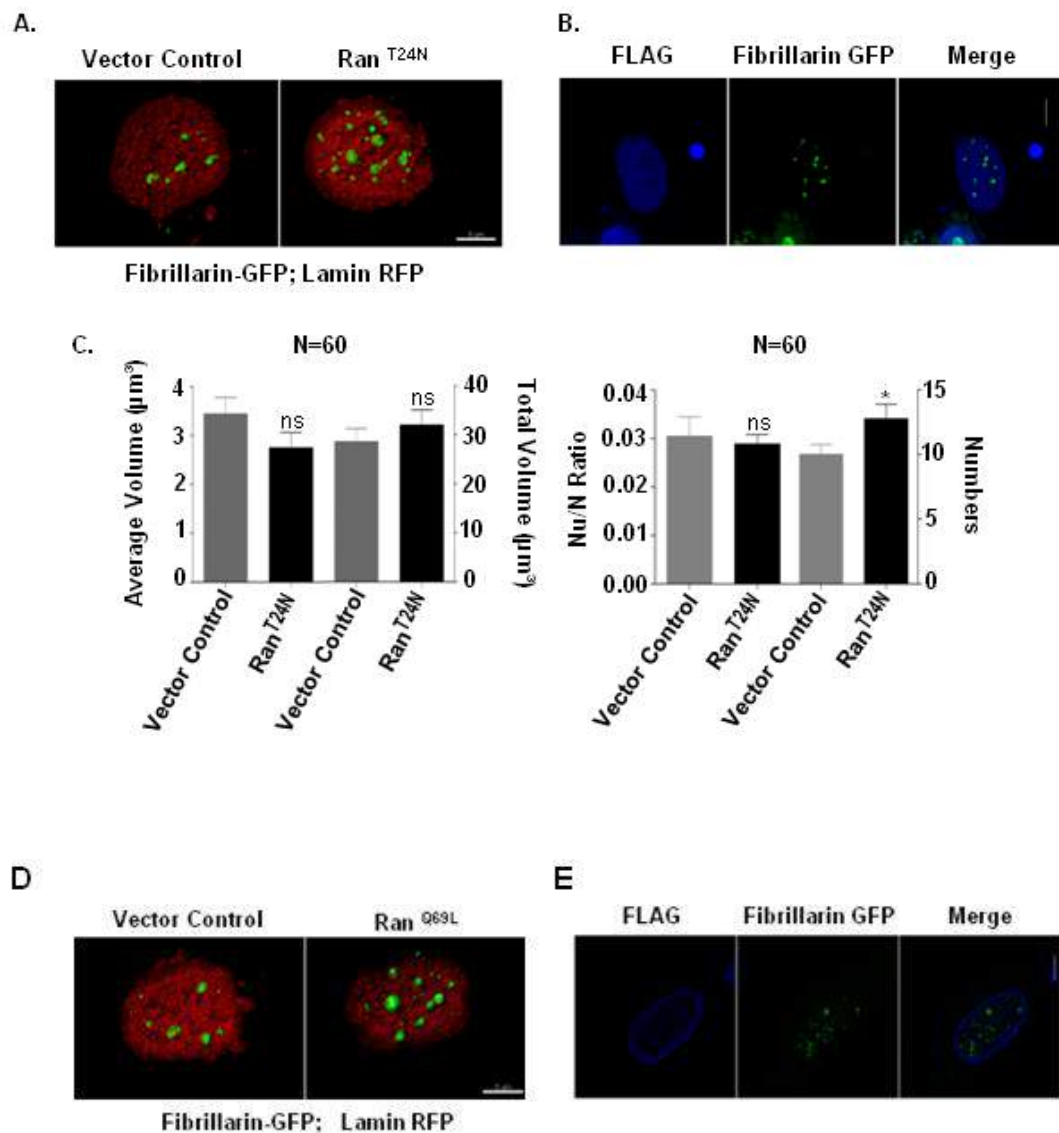 A.
Vector Control
Ran T24N
Fibrillarin-GFP; Lamin RFP
B.
FLAG
Fibrillarin GFP
Merge
C.
N=60
Average Volume (µm³)
4
3
2
1
0
Total Volume (µm³)
40
30
20
10
0
ns
ns
Vector Control
Ran T24N
Vector Control
Ran T24N
N=60
Nu/N Ratio
0.04
0.03
0.02
0.01
0.00
Numbers
15
10
5
0
ns
*
Vector Control
Ran T24N
Vector Control
Ran T24N
D
Vector Control
Ran Q69L
Fibrillarin-GFP; Lamin RFP
E
FLAG
Fibrillarin GFP
Merge